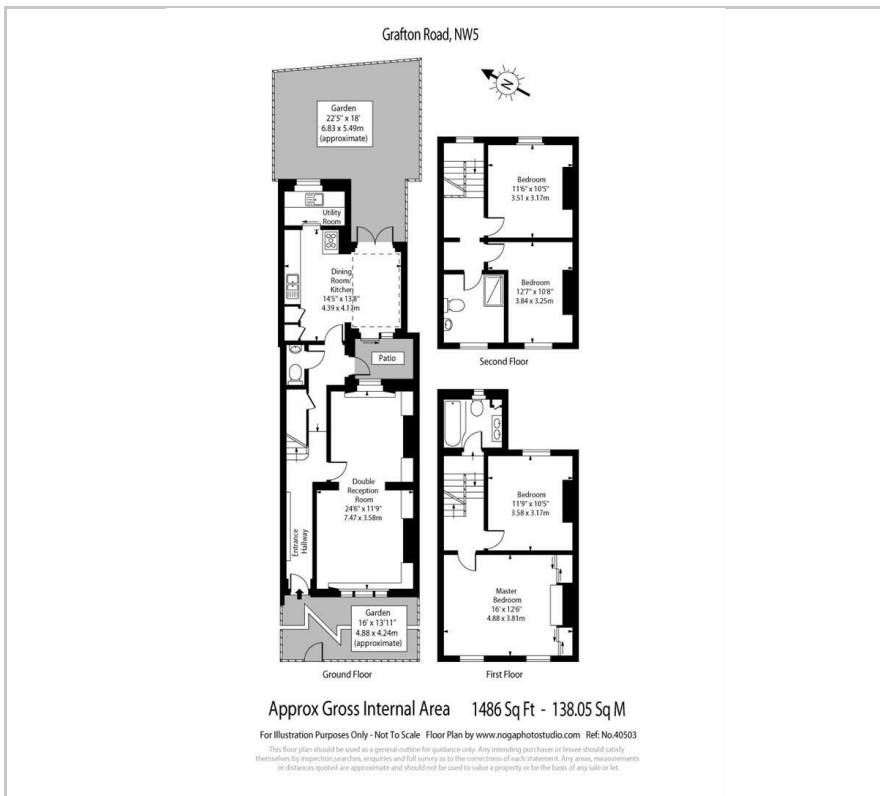 Grafton Road, NW5
N
Garden
22'5" x 18'
6.83 x 5.49m
(approximate)
Utility
Room
Dining
Room/
Kitchen
14'5" x 13'8"
4.39 x 4.17m
Patio
Double
Reception
Room
24'6" x 11'9"
7.47 x 3.58m
Entrance
Hallway
Garden
16' x 13'11"
4.88 x 4.24m
(approximate)
Ground Floor
Bedroom
11'6" x 10'5"
3.51 x 3.17m
Bedroom
12'7" x 10'8"
3.84 x 3.25m
Second Floor
Bedroom
11'9" x 10'5"
3.58 x 3.17m
Master
Bedroom
16' x 12'6"
4.88 x 3.81m
First Floor
Approx Gross Internal Area 1486 Sq Ft - 138.05 Sq M
For Illustration Purposes Only - Not To Scale Floor Plan by www.nogaphotostudio.com Ref: No.40503
This floor plan should be used as a general outline for guidance only. Any intending purchaser or lessee should satisfy
themselves by inspection,searches, enquiries and full survey as to the correctness of each statement. Any areas, measurements
or distances quoted are approximate and should not be used to value a property or be the basis of any sale or let.